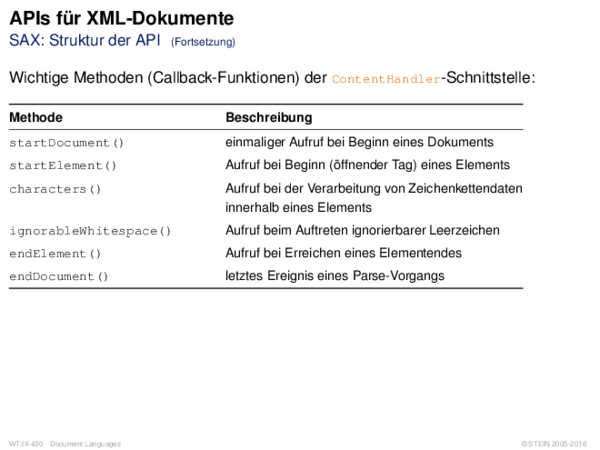 APIs für XML-Dokumente
SAX: Struktur der API (Fortsetzung)
Wichtige Methoden (Callback-Funktionen) der ContentHandler-Schnittstelle:
Methode Beschreibung
startDocument() einmaliger Aufruf bei Beginn eines Dokuments
startElement() Aufruf bei Beginn (öffnender Tag) eines Elements
characters() Aufruf bei der Verarbeitung von Zeichenkettendaten
innerhalb eines Elements
ignorableWhitespace() Aufruf beim Auftreten ignorierbarer Leerzeichen
endElement() Aufruf bei Erreichen eines Elementendes
endDocument() letztes Ereignis eines Parse-Vorgangs
WT:III-430 Document Languages © STEIN 2005-2018